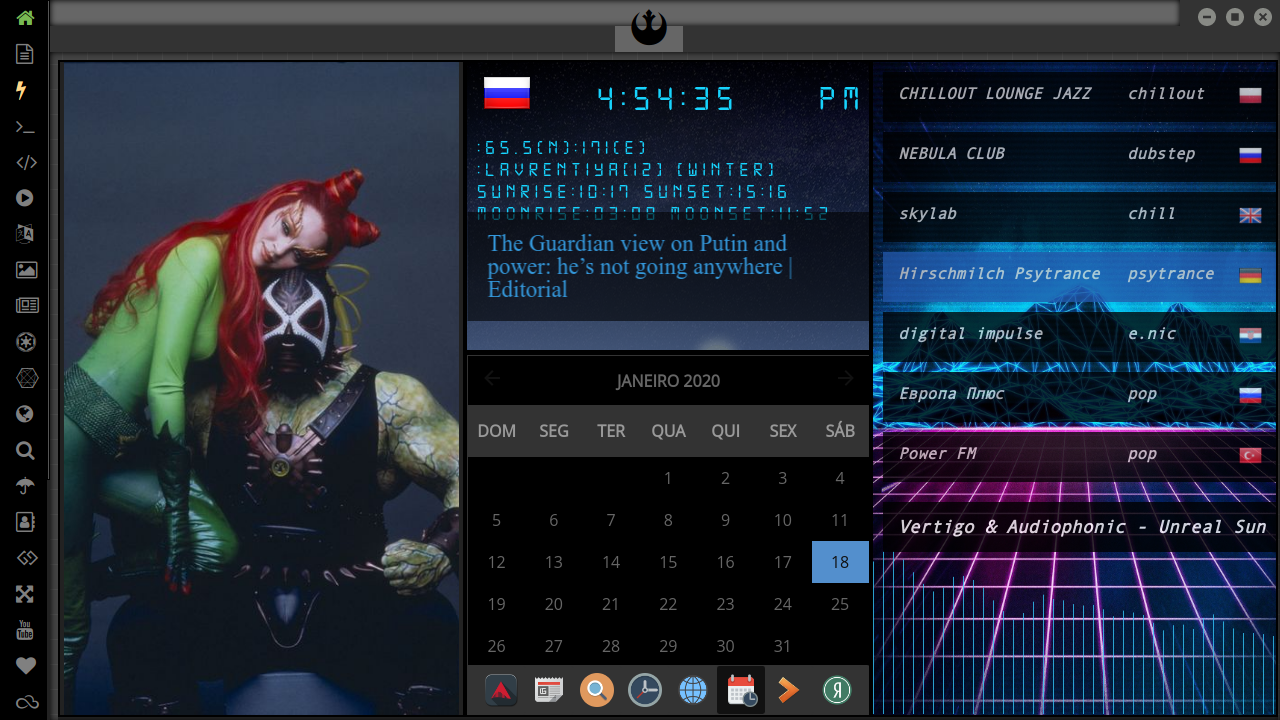 4:54:35 PM
:65.5(N):171(E)
:LAVRENTIYA(12) (WINTER)
SUNRISE:10:17 SUNSET:15:16
MOONRISE:03:08 MOONSET:11:52
The Guardian view on Putin and
power: he’s not going anywhere |
Editorial
JANEIRO 2020
DOM SEG TER QUA QUI SEX SÁB
1 2 3 4
5 6 7 8 9 10 11
12 13 14 15 16 17 18
19 20 21 22 23 24 25
26 27 28 29 30 31
CHILLOUT LOUNGE JAZZ chillout
NEBULA CLUB dubstep
skylab chill
Hirschmilch Psytrance psytrance
digital impulse e.nic
Европа Плюс pop
Power FM pop
Vertigo & Audiophonic - Unreal Sun
You
Tube
Я